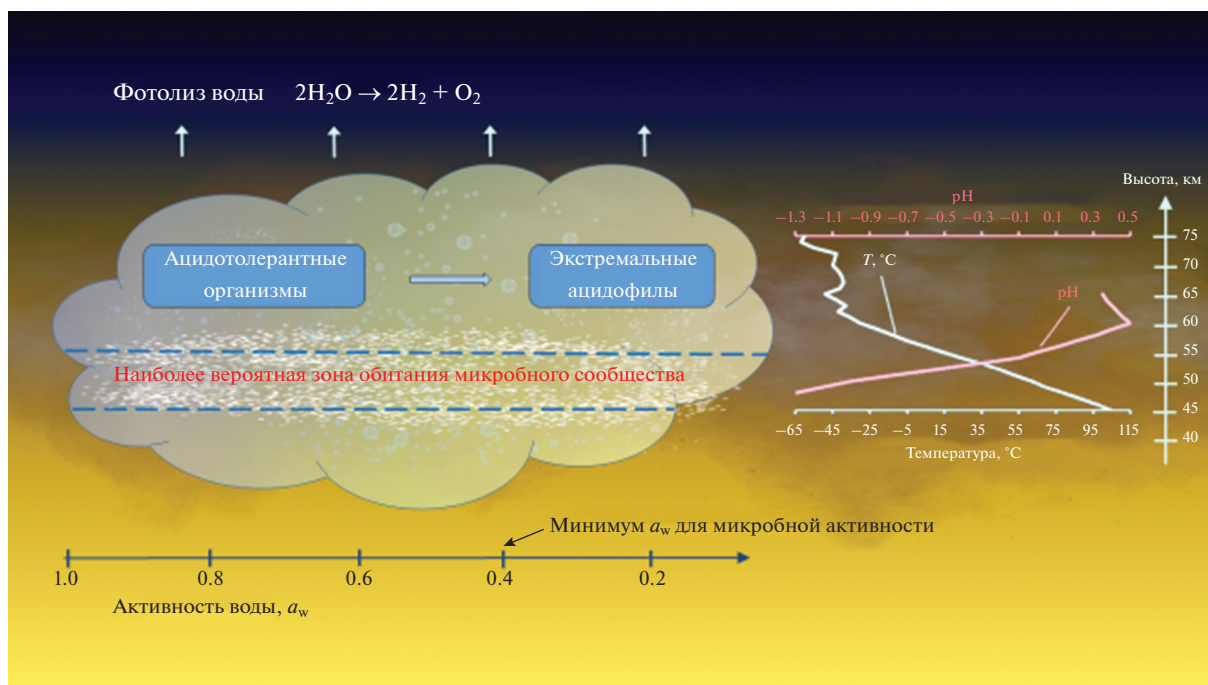 Фотолиз воды 2H₂O → 2H₂ + O₂
Ацидотолерантные
организмы
Экстремальные
ацидофилы
Наиболее вероятная зона обитания микробного сообщества
Высота, км
pH
−1.3 −1.1 −0.9 −0.7 −0.5 −0.3 −0.1 0.1 0.3 0.5
75
T, °C
70
pH
65
60
55
50
45
−65 −45 −25 −5 15 35 55 75 95 115
40
Температура, °C
Минимум aw для микробной активности
1.0 0.8 0.6 0.4 0.2
Активность воды, aw